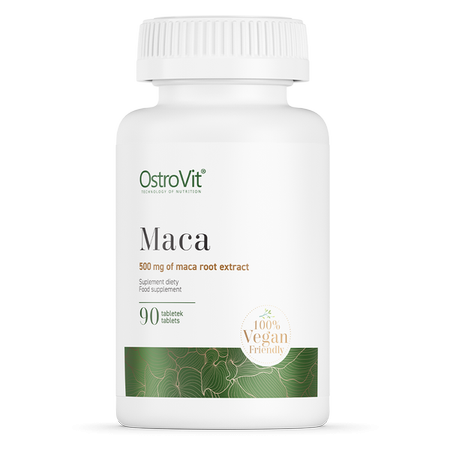 OstroVit®
TECHNOLOGY OF NUTRITION
Maca
500 mg of maca root extract
Suplement diety
Food supplement
90 tabletek
tablets
100%
Vegan
Friendly